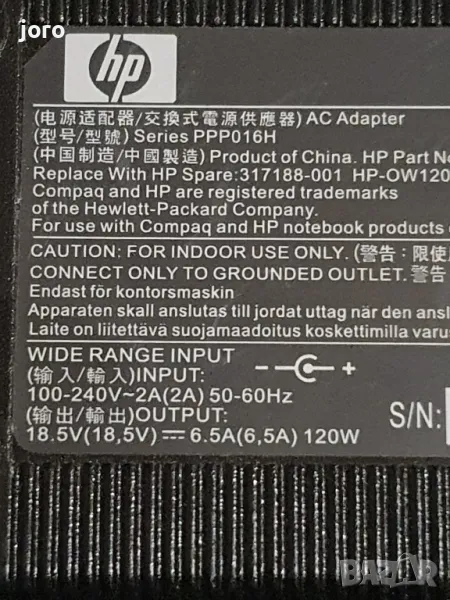 joro
hp
(电源适配器/交換式電源供應器) AC Adapter
(型号/型號) Series PPP016H
(中国制造/中國製造) Product of China. HP Part No
Replace With HP Spare:317188-001 HP-OW120
Compaq and HP are registered trademarks
of the Hewlett-Packard Company.
For use with Compaq and HP notebook products
CAUTION: FOR INDOOR USE ONLY. (警告: 限使
CONNECT ONLY TO GROUNDED OUTLET. 警告
Endast för kontorsmaskin
Apparaten skall anslutas till jordat uttag när den ansl
Laite on liitettävä suojamaadoitus koskettimilla varus
WIDE RANGE INPUT
(输入/輸入)INPUT: - +
100-240V~2A(2A) 50-60Hz
(输出/輸出)OUTPUT:
18.5V(18,5V) ⎓ 6.5A(6,5A) 120W
S/N:
BAZAR